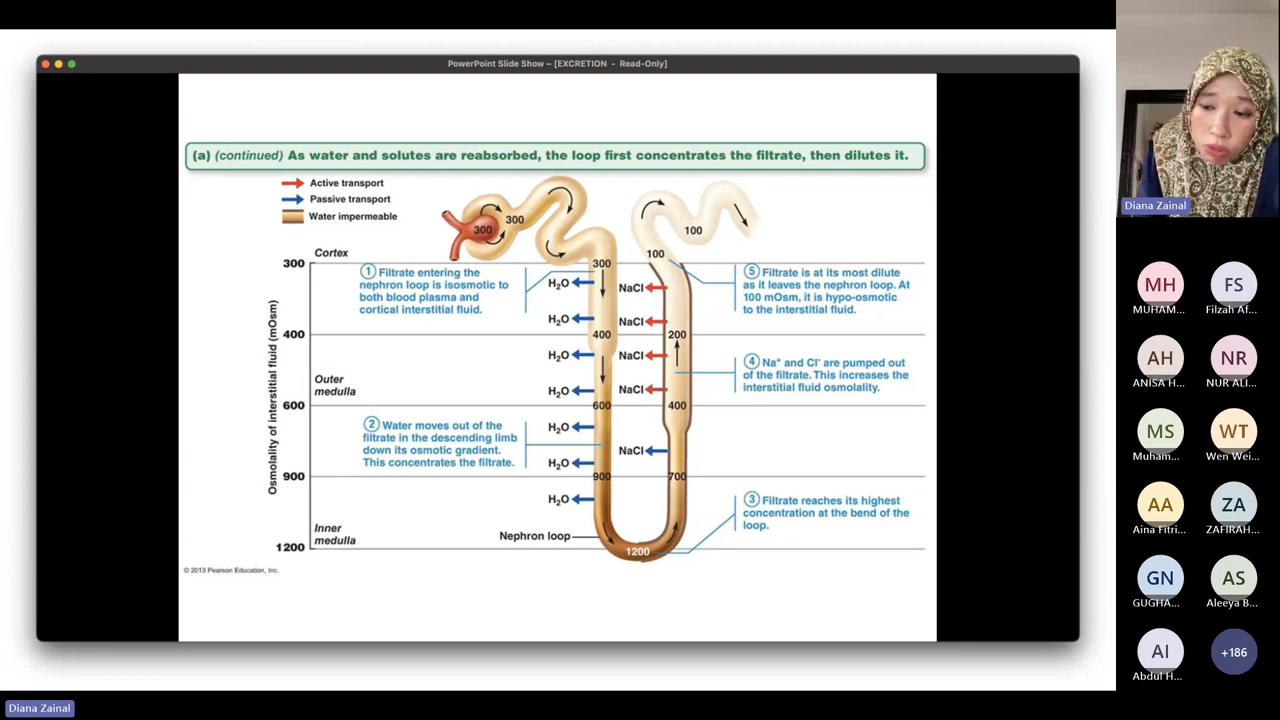 PowerPoint Slide Show – [EXCRETION - Read-Only]
(a) (continued) As water and solutes are reabsorbed, the loop first concentrates the filtrate, then dilutes it.
Active transport
Passive transport
Water impermeable
300
300
100
100
Cortex
300
300
1 Filtrate entering the
nephron loop is isosmotic to
both blood plasma and
cortical interstitial fluid.
H₂O
H₂O
H₂O
H₂O
H₂O
H₂O
H₂O
NaCl
NaCl
NaCl
NaCl
NaCl
5 Filtrate is at its most dilute
as it leaves the nephron loop. At
100 mOsm, it is hypo-osmotic
to the interstitial fluid.
400
400
200
4 Na⁺ and Cl⁻ are pumped out
of the filtrate. This increases the
interstitial fluid osmolality.
Osmolality of interstitial fluid (mOsm)
Outer
medulla
600
600
400
2 Water moves out of the
filtrate in the descending limb
down its osmotic gradient.
This concentrates the filtrate.
900
900
700
3 Filtrate reaches its highest
concentration at the bend of the
loop.
Inner
medulla
Nephron loop
1200
1200
© 2013 Pearson Education, Inc.
Diana Zainal
MH
MUHAM...
FS
Filzah Af...
AH
ANISA H...
NR
NUR ALI...
MS
Muham...
WT
Wen Wei...
AA
Aina Fitri...
ZA
ZAFIRAH...
GN
GUGHA...
AS
Aleeya B...
AI
Abdul H...
+186
Diana Zainal